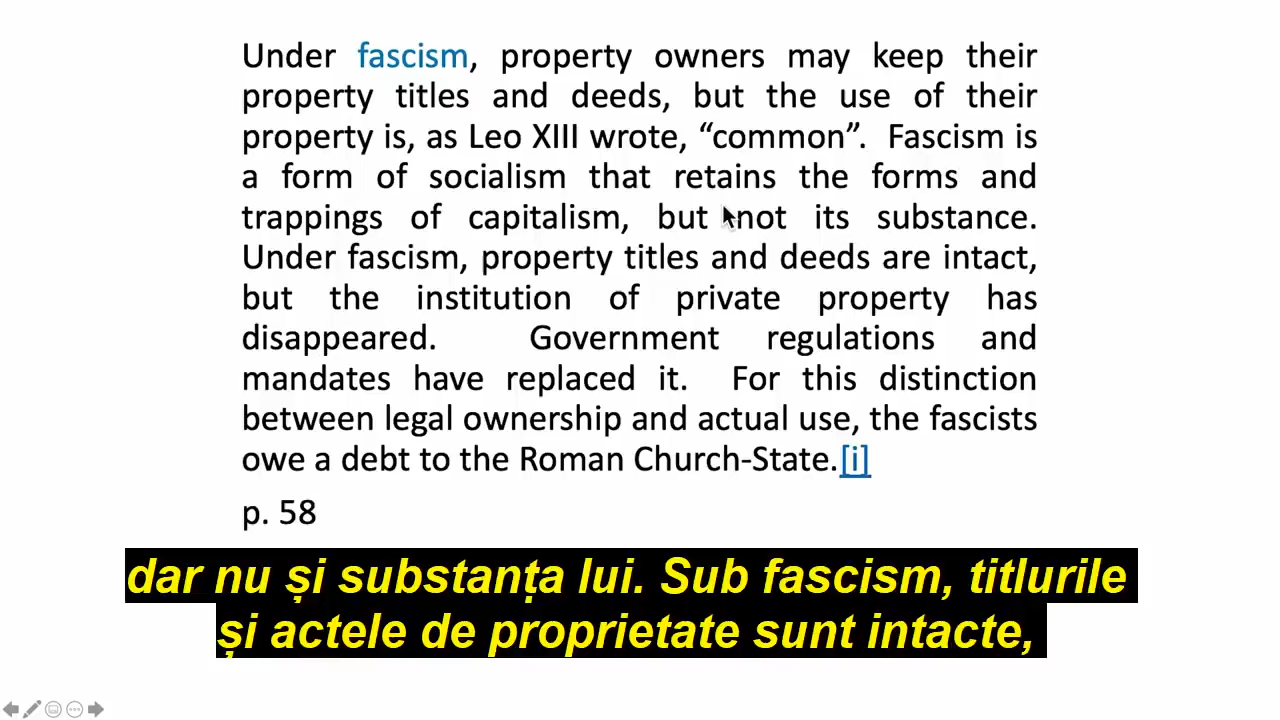 Under fascism, property owners may keep their
property titles and deeds, but the use of their
property is, as Leo XIII wrote, “common”. Fascism is
a form of socialism that retains the forms and
trappings of capitalism, but not its substance.
Under fascism, property titles and deeds are intact,
but the institution of private property has
disappeared. Government regulations and
mandates have replaced it. For this distinction
between legal ownership and actual use, the fascists
owe a debt to the Roman Church-State.[i]
p. 58
dar nu și substanța lui. Sub fascism, titlurile
și actele de proprietate sunt intacte,